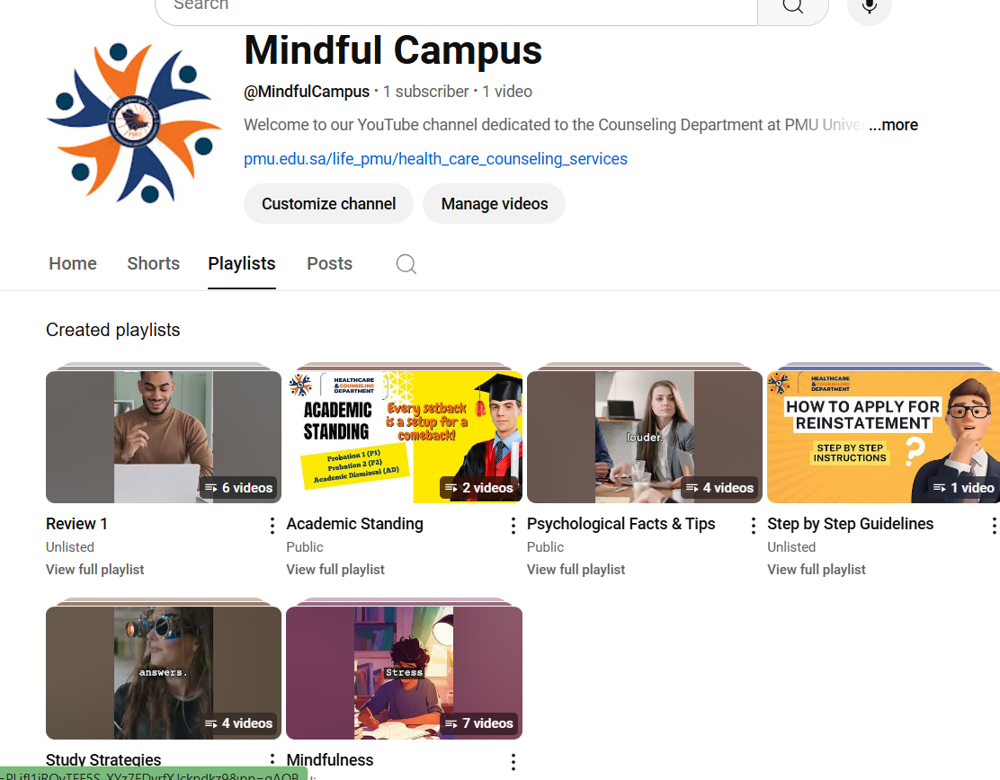 Search
Mindful Campus
@MindfulCampus • 1 subscriber • 1 video
Welcome to our YouTube channel dedicated to the Counseling Department at PMU Univer ...more
pmu.edu.sa/life_pmu/health_care_counseling_services
Customize channel
Manage videos
Home
Shorts
Playlists
Posts
Created playlists
6 videos
Review 1
Unlisted
View full playlist
HEALTHCARE
& COUNSELING
DEPARTMENT
ACADEMIC
STANDING
Every setback
is a setup for a
comeback!
Probation 1 (P1)
Probation 2 (P2)
Academic Dismissal (AD)
2 videos
Academic Standing
Public
View full playlist
louder.
4 videos
Psychological Facts & Tips
Public
View full playlist
HEALTHCARE
& COUNSELING
DEPARTMENT
HOW TO APPLY FOR
REINSTATEMENT
STEP BY STEP
INSTRUCTIONS
?
1 video
Step by Step Guidelines
Unlisted
View full playlist
answers.
4 videos
Study Strategies
Stress
7 videos
Mindfulness